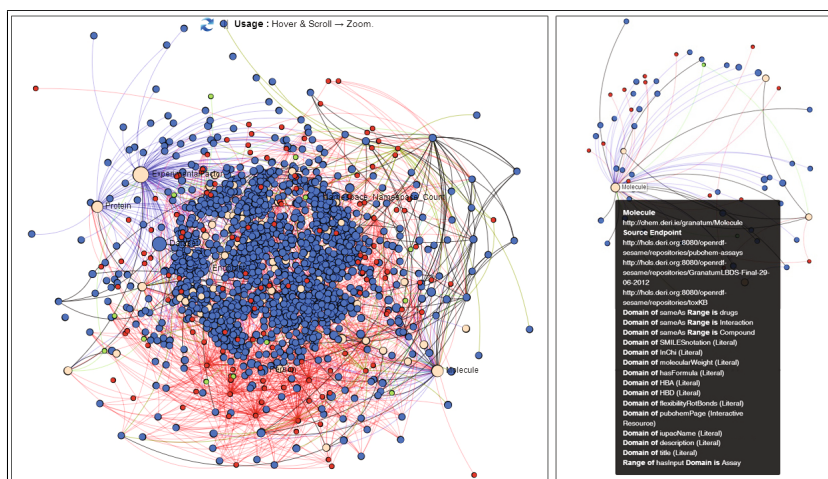 Usage : Hover & Scroll → Zoom.
ExperimentalFactor
Protein
Namespace_Count
Molecule
Molecule
Molecule
http://chem.deri.ie/granatum/Molecule
Source Endpoint
http://hcls.deri.org:8080/openrdf-
sesame/repositories/pubchem-assays
http://hcls.deri.org:8080/openrdf-
sesame/repositories/GranatumLBDS-Final-29-
06-2012
http://hcls.deri.org:8080/openrdf-
sesame/repositories/toxKB
Domain of sameAs Range is drugs
Domain of sameAs Range is Interaction
Domain of sameAs Range is Compound
Domain of SMILESnotation (Literal)
Domain of InChi (Literal)
Domain of molecularWeight (Literal)
Domain of hasFormula (Literal)
Domain of HBA (Literal)
Domain of HBD (Literal)
Domain of flexibilityRotBonds (Literal)
Domain of pubchemPage (Interactive
Resource)
Domain of iupacName (Literal)
Domain of description (Literal)
Domain of title (Literal)
Range of hasInput Domain is Assay